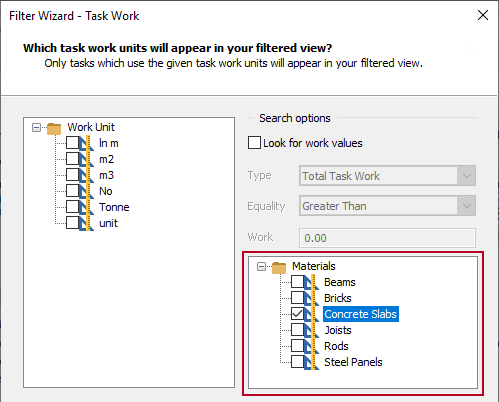 Filter Wizard - Task Work
Which task work units will appear in your filtered view?
Only tasks which use the given task work units will appear in your filtered view.
Work Unit
ln m
m2
m3
No
Tonne
unit
Search options
Look for work values
Type
Total Task Work
Equality
Greater Than
Work
0.00
Materials
Beams
Bricks
Concrete Slabs
Joists
Rods
Steel Panels